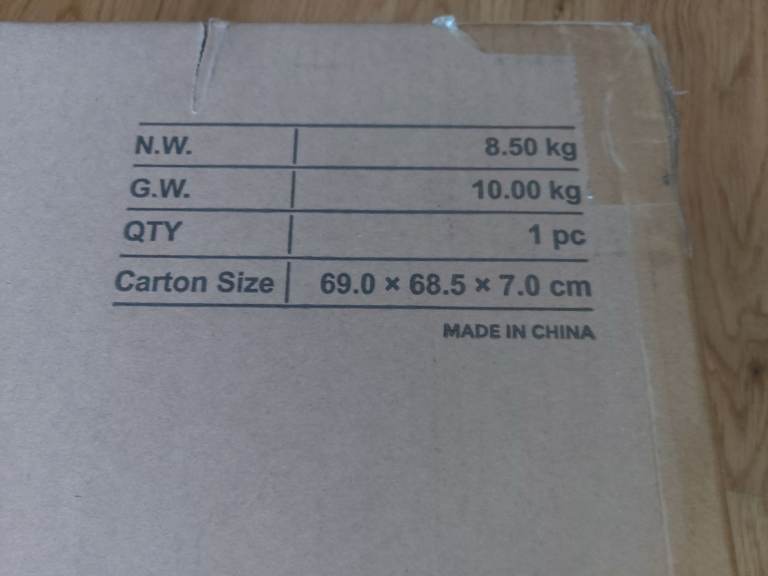 N.W. 8.50 kg
G.W. 10.00 kg
QTY 1 pc
Carton Size 69.0 × 68.5 × 7.0 cm
MADE IN CHINA